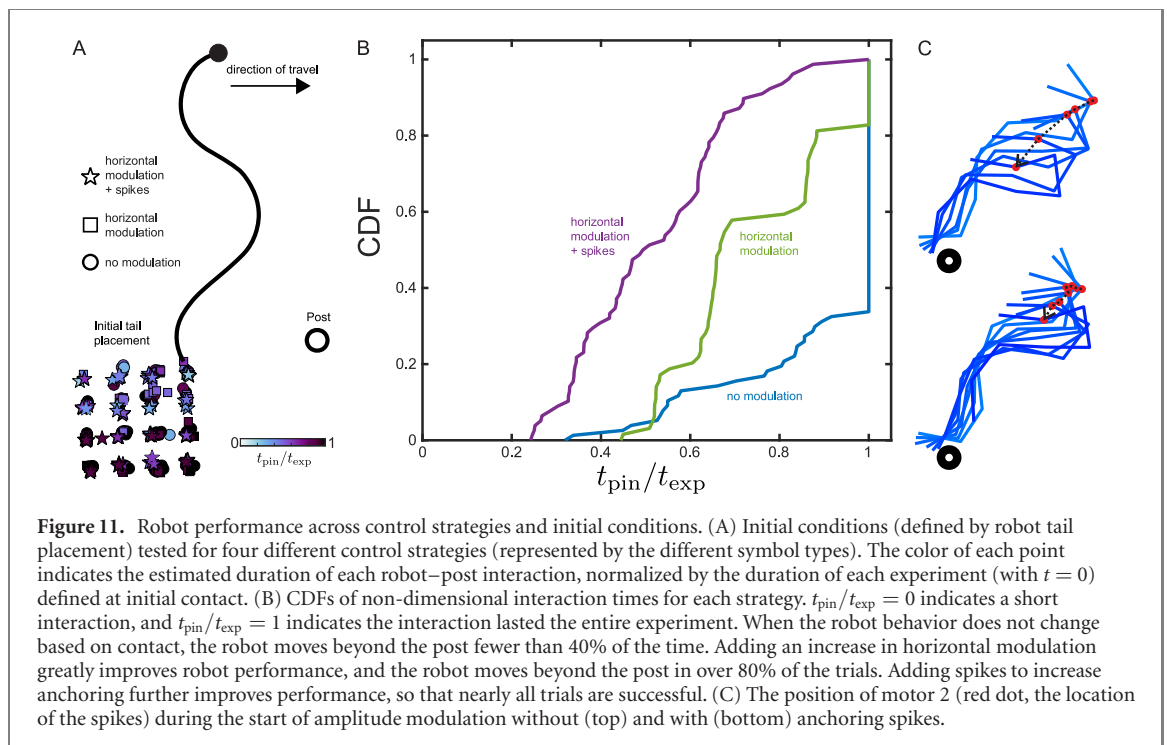 A
direction of travel
horizontal
modulation
+ spikes
horizontal
modulation
no modulation
Initial tail
placement
Post
0 1
t_pin/t_exp
B
CDF
1
0.8
0.6
0.4
0.2
0
0 0.2 0.4 0.6 0.8 1
t_pin/t_exp
horizontal
modulation
+ spikes
horizontal
modulation
no modulation
C
Figure 11. Robot performance across control strategies and initial conditions. (A) Initial conditions (defined by robot tail
placement) tested for four different control strategies (represented by the different symbol types). The color of each point
indicates the estimated duration of each robot–post interaction, normalized by the duration of each experiment (with t = 0)
defined at initial contact. (B) CDFs of non-dimensional interaction times for each strategy. t_pin/t_exp = 0 indicates a short
interaction, and t_pin/t_exp = 1 indicates the interaction lasted the entire experiment. When the robot behavior does not change
based on contact, the robot moves beyond the post fewer than 40% of the time. Adding an increase in horizontal modulation
greatly improves robot performance, and the robot moves beyond the post in over 80% of the trials. Adding spikes to increase
anchoring further improves performance, so that nearly all trials are successful. (C) The position of motor 2 (red dot, the location
of the spikes) during the start of amplitude modulation without (top) and with (bottom) anchoring spikes.